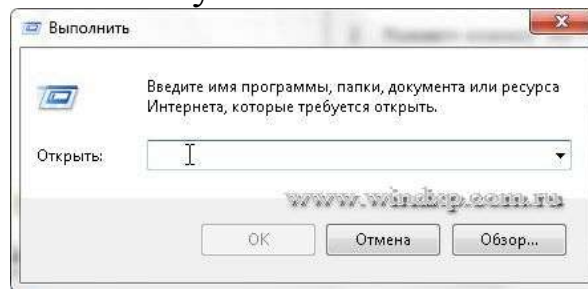 Выполнить
Введите имя программы, папки, документа или ресурса
Интернета, которые требуется открыть.
Открыть:
www.windxp.com.ru
OK
Отмена
Обзор...